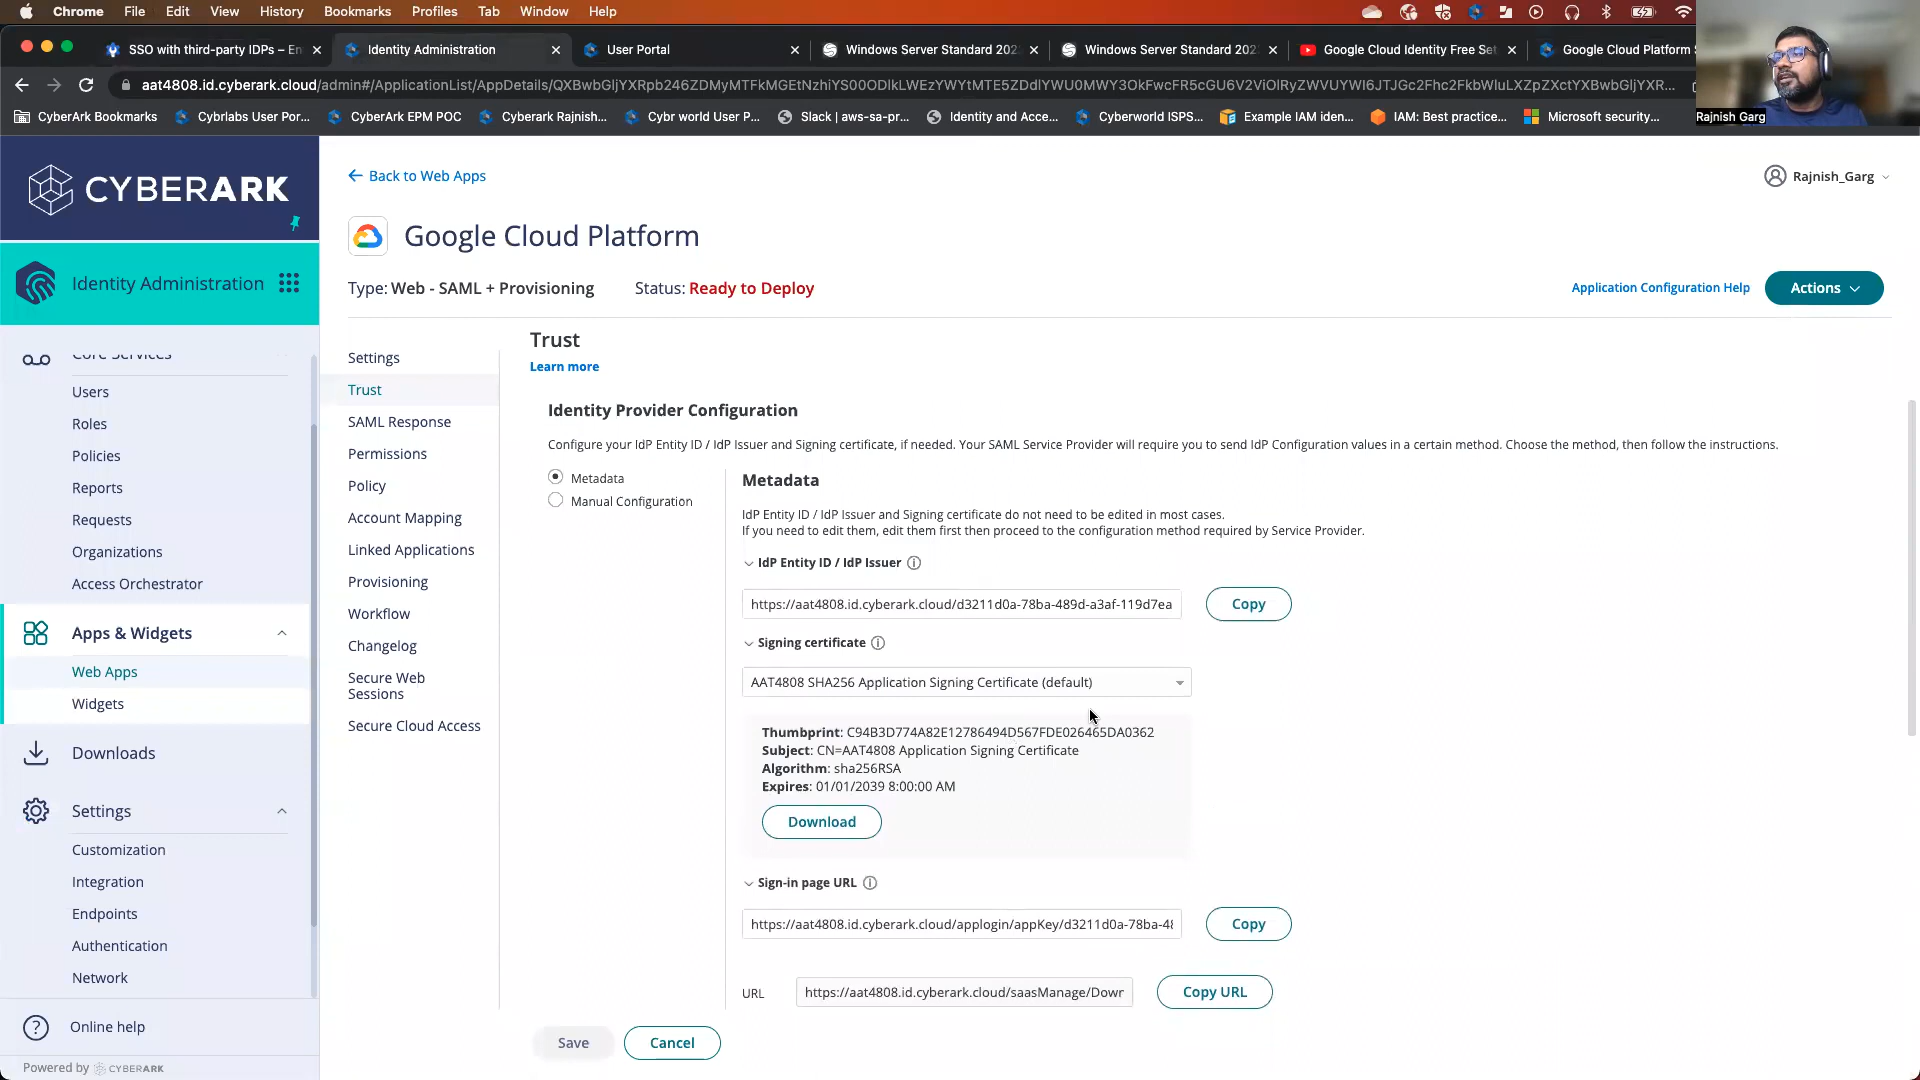 Chrome File Edit View History Bookmarks Profiles Tab Window Help
SSO with third-party IDPs – En
Identity Administration
User Portal
Windows Server Standard 202
Windows Server Standard 202
Google Cloud Identity Free Set
Google Cloud Platform S
aat4808.id.cyberark.cloud/admin#/ApplicationList/AppDetails/
CyberArk Bookmarks
Cybrlabs User Por...
CyberArk EPM POC
Cyberark Rajnish...
Cybr world User P...
Slack | aws-sa-pr...
Identity and Acce...
Cyberworld ISPS...
Example IAM iden...
IAM: Best practice...
Microsoft security...
Rajnish Garg
CYBERARK
Identity Administration
Core Services
Users
Roles
Policies
Reports
Requests
Organizations
Access Orchestrator
Apps & Widgets
Web Apps
Widgets
Downloads
Settings
Customization
Integration
Endpoints
Authentication
Network
Online help
Powered by CYBERARK
Back to Web Apps
Rajnish_Garg
Google Cloud Platform
Type: Web - SAML + Provisioning
Status: Ready to Deploy
Application Configuration Help
Actions
Settings
Trust
SAML Response
Permissions
Policy
Account Mapping
Linked Applications
Provisioning
Workflow
Changelog
Secure Web
Sessions
Secure Cloud Access
Trust
Learn more
Identity Provider Configuration
Configure your IdP Entity ID / IdP Issuer and Signing certificate, if needed. Your SAML Service Provider will require you to send IdP Configuration values in a certain method. Choose the method, then follow the instructions.
Metadata
Manual Configuration
Metadata
IdP Entity ID / IdP Issuer and Signing certificate do not need to be edited in most cases.
If you need to edit them, edit them first then proceed to the configuration method required by Service Provider.
IdP Entity ID / IdP Issuer
https://aat4808.id.cyberark.cloud/d3211d0a-78ba-489d-a3af-119d7ea
Copy
Signing certificate
AAT4808 SHA256 Application Signing Certificate (default)
Thumbprint: C94B3D774A82E12786494D567FDE026465DA0362
Subject: CN=AAT4808 Application Signing Certificate
Algorithm: sha256RSA
Expires: 01/01/2039 8:00:00 AM
Download
Sign-in page URL
https://aat4808.id.cyberark.cloud/applogin/appKey/d3211d0a-78ba-48
Copy
URL
https://aat4808.id.cyberark.cloud/saasManage/Down
Copy URL
Save
Cancel